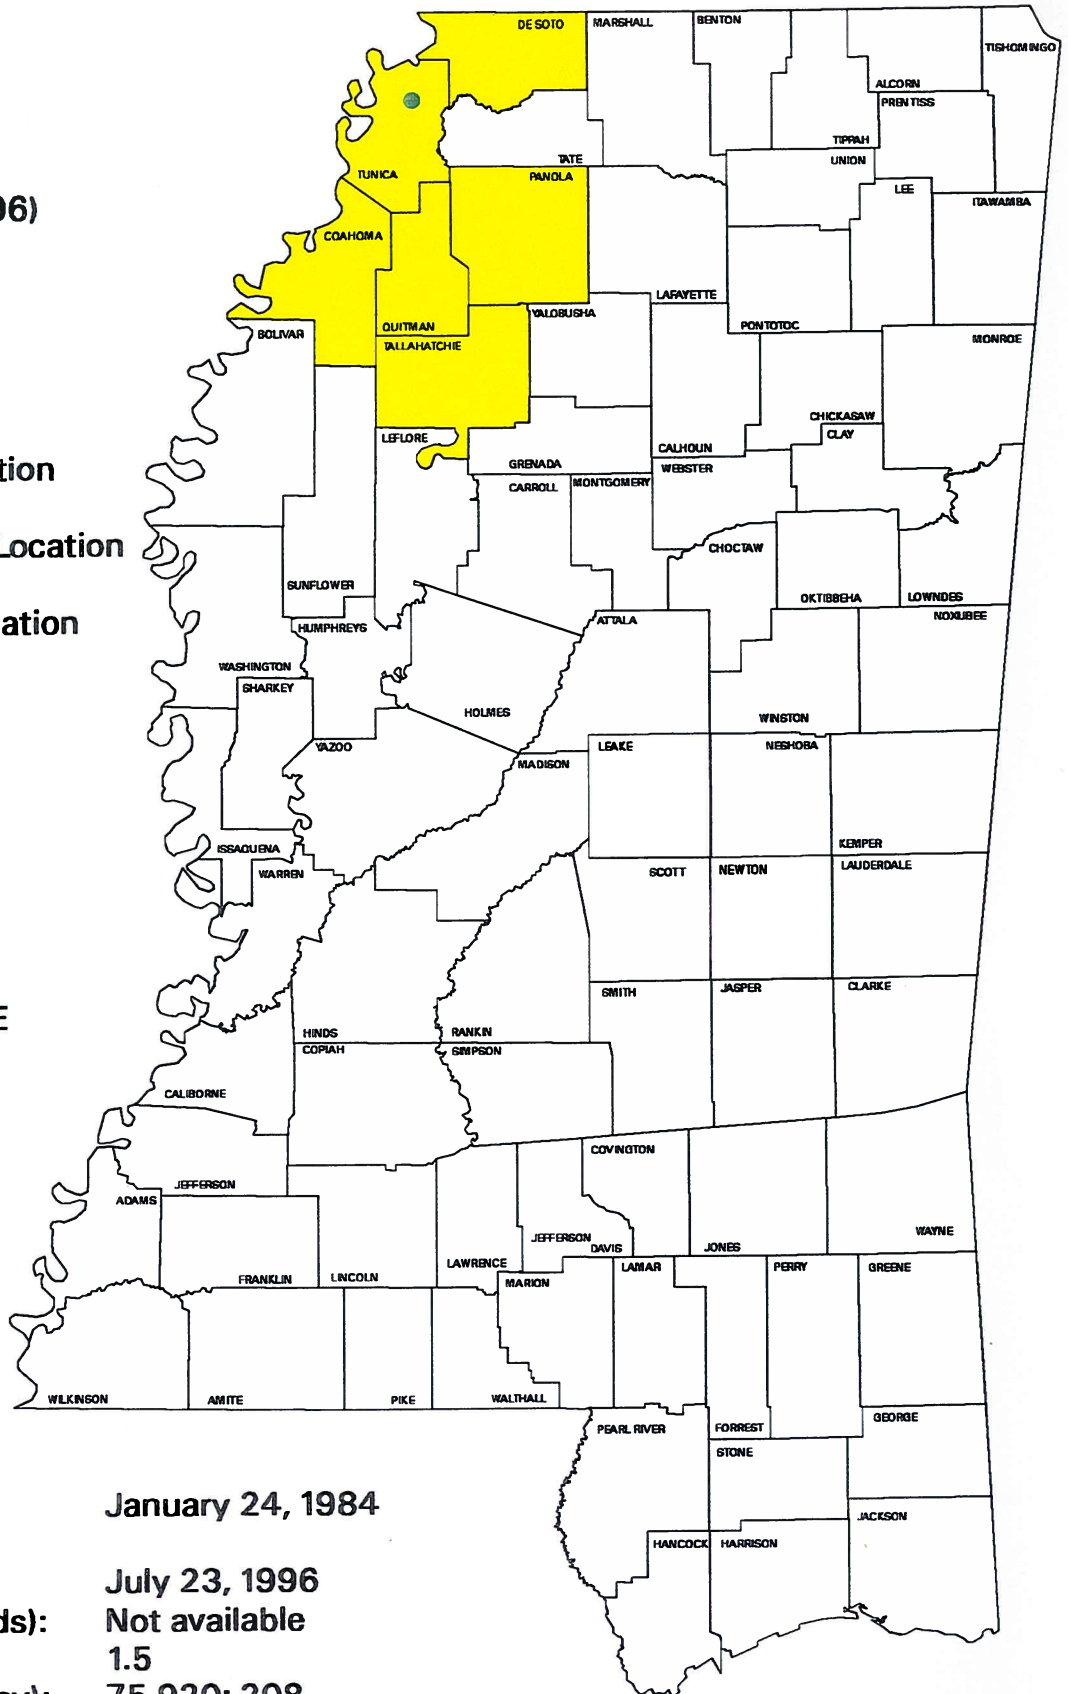 DE SOTO
MARSHALL
BENTON
TISHOMINGO
ALCORN
PRENTISS
TIPPAH
TATE
UNION
TUNICA
PANOLA
LEE
ITAWAMBA
06)
COAHOMA
LAFAYETTE
YALOBUSHA
QUITMAN
PONTOTOC
BOLIVAR
TALLAHATCHIE
MONROE
CHICKASAW
LEFLORE
CLAY
CALHOUN
GRENADA
WEBSTER
tion
CARROLL
MONTGOMERY
Location
CHOCTAW
SUNFLOWER
OKTIBBEHA
LOWNDES
ation
HUMPHREYS
ATTALA
NOXUBEE
WASHINGTON
SHARKEY
HOLMES
WINSTON
YAZOO
LEAKE
NESHOBA
MADISON
KEMPER
ISSAQUENA
WARREN
SCOTT
NEWTON
LAUDERDALE
SMITH
JASPER
CLARKE
E
HINDS
RANKIN
COPIAH
SIMPSON
CALIBORNE
COVINGTON
JEFFERSON
ADAMS
JEFFERSON
DAVIS
JONES
WAYNE
LAWRENCE
LAMAR
PERRY
GREENE
FRANKLIN
LINCOLN
MARION
WILKINSON
AMITE
PIKE
WALTHALL
GEORGE
PEARL RIVER
FORREST
STONE
January 24, 1984
JACKSON
HANCOCK
HARRISON
July 23, 1996
ds): Not available
1.5